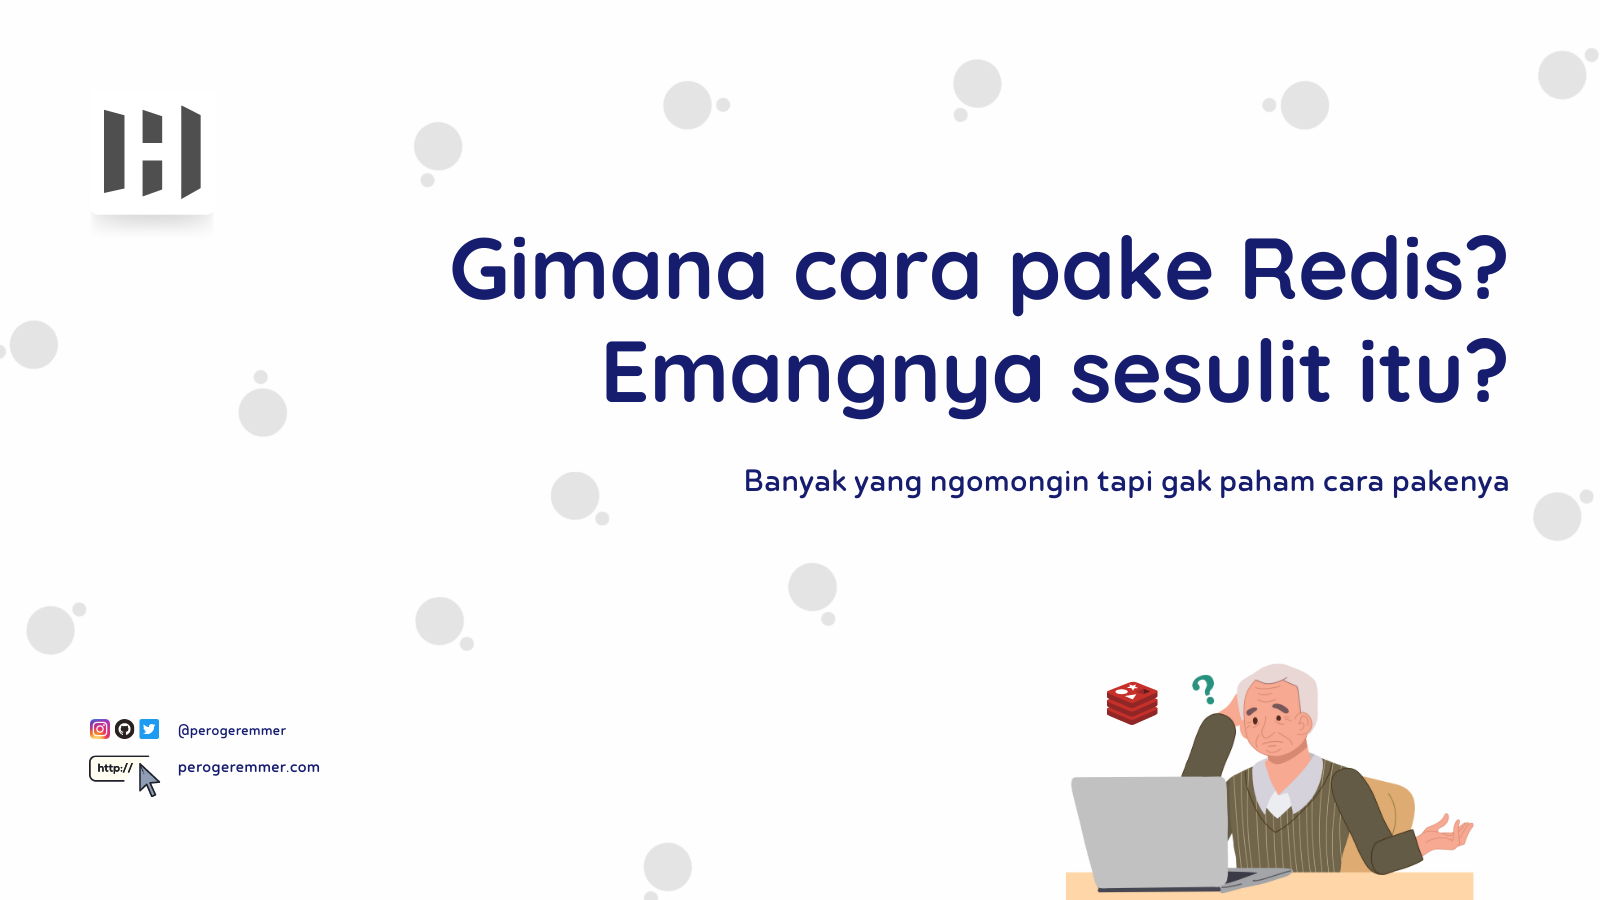 Gimana cara pake Redis?
Emangnya sesulit itu?
Banyak yang ngomongin tapi gak paham cara pakenya
?
@perogeremmer
http://
perogeremmer.com